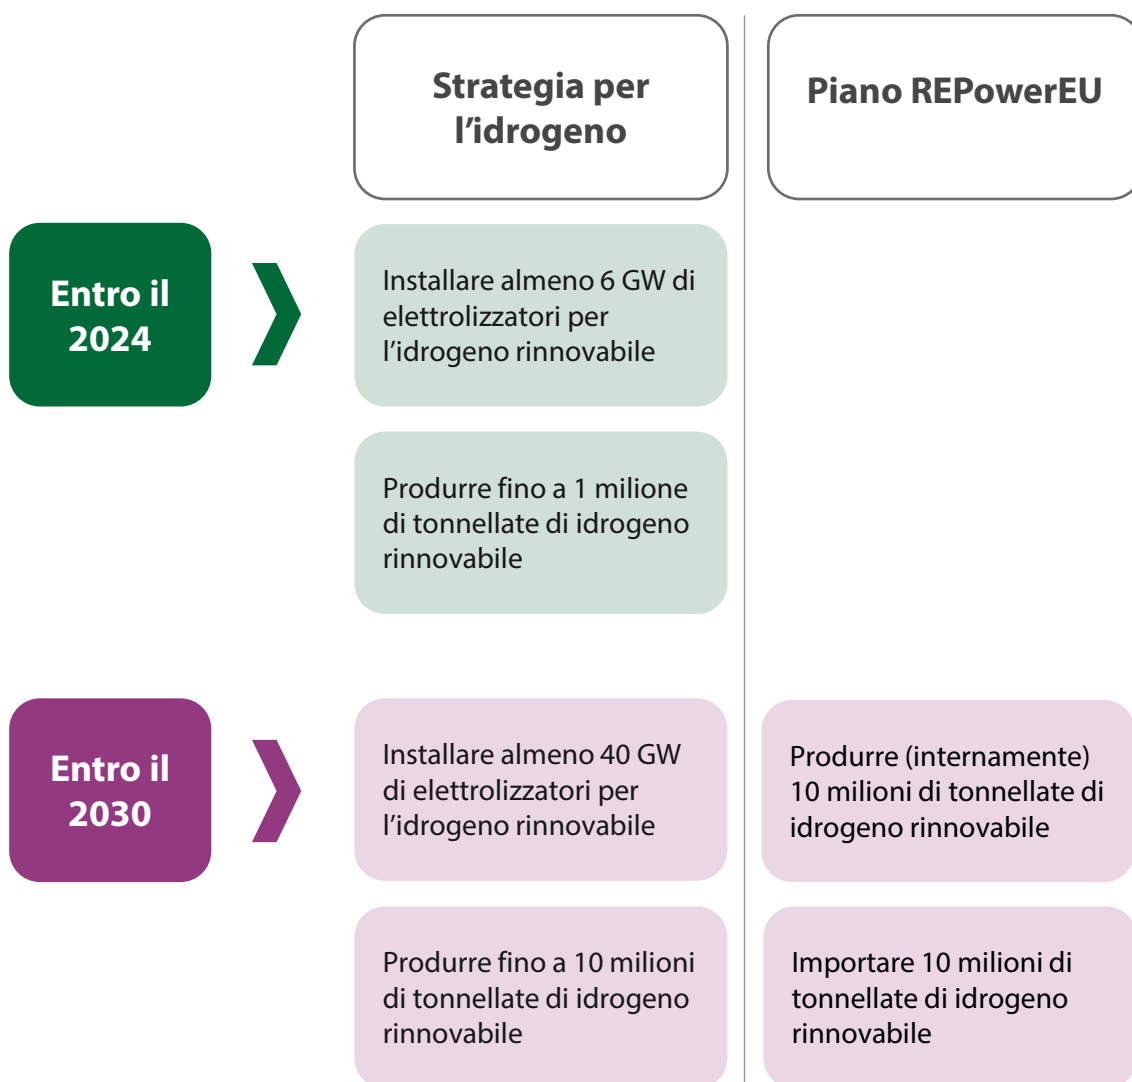 Strategia per
l’idrogeno
Piano REPowerEU
Entro il
2024
Installare almeno 6 GW di
elettrolizzatori per
l’idrogeno rinnovabile
Produrre fino a 1 milione
di tonnellate di idrogeno
rinnovabile
Entro il
2030
Installare almeno 40 GW
di elettrolizzatori per
l’idrogeno rinnovabile
Produrre (internamente)
10 milioni di tonnellate di
idrogeno rinnovabile
Produrre fino a 10 milioni
di tonnellate di idrogeno
rinnovabile
Importare 10 milioni di
tonnellate di idrogeno
rinnovabile